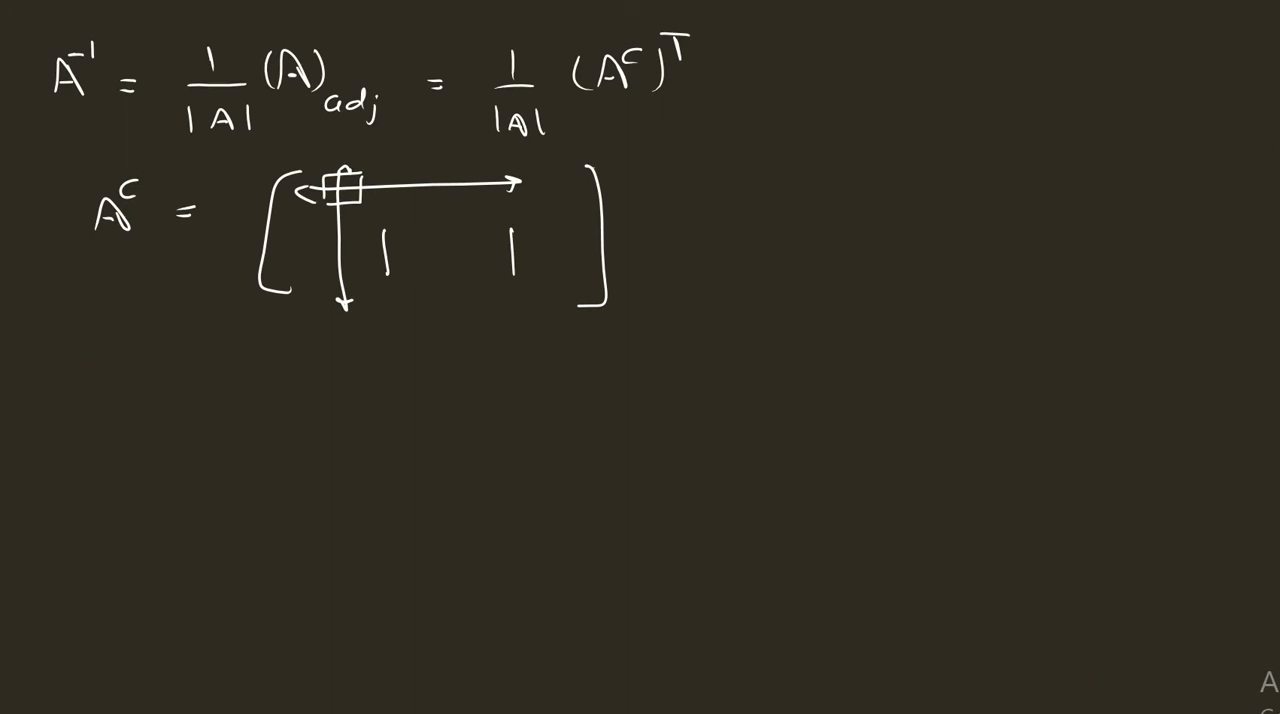 A⁻¹ = 1/|A| (A)adj = 1/|A| (Aᶜ)ᵀ
Aᶜ = [ | | ]
A